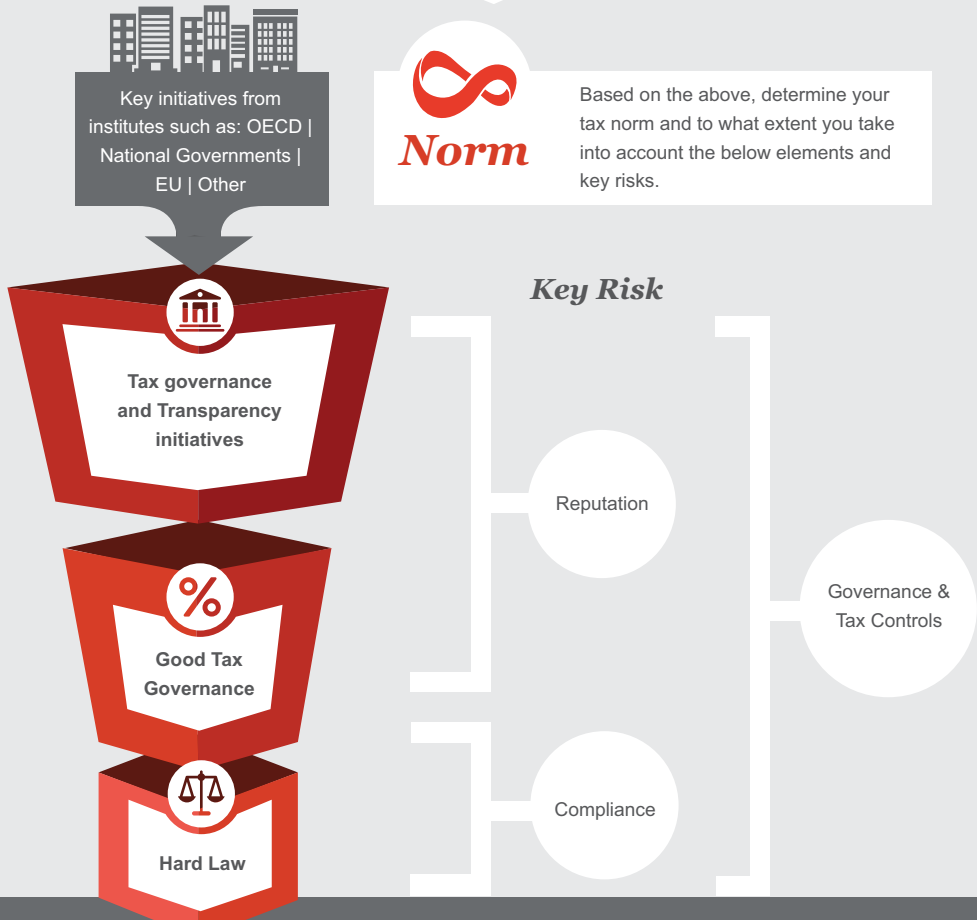 Key initiatives from
institutes such as: OECD |
National Governments |
EU | Other
Norm
Based on the above, determine your
tax norm and to what extent you take
into account the below elements and
key risks.
Key Risk
Tax governance
and Transparency
initiatives
Reputation
Governance &
Tax Controls
%
Good Tax
Governance
Compliance
Hard Law